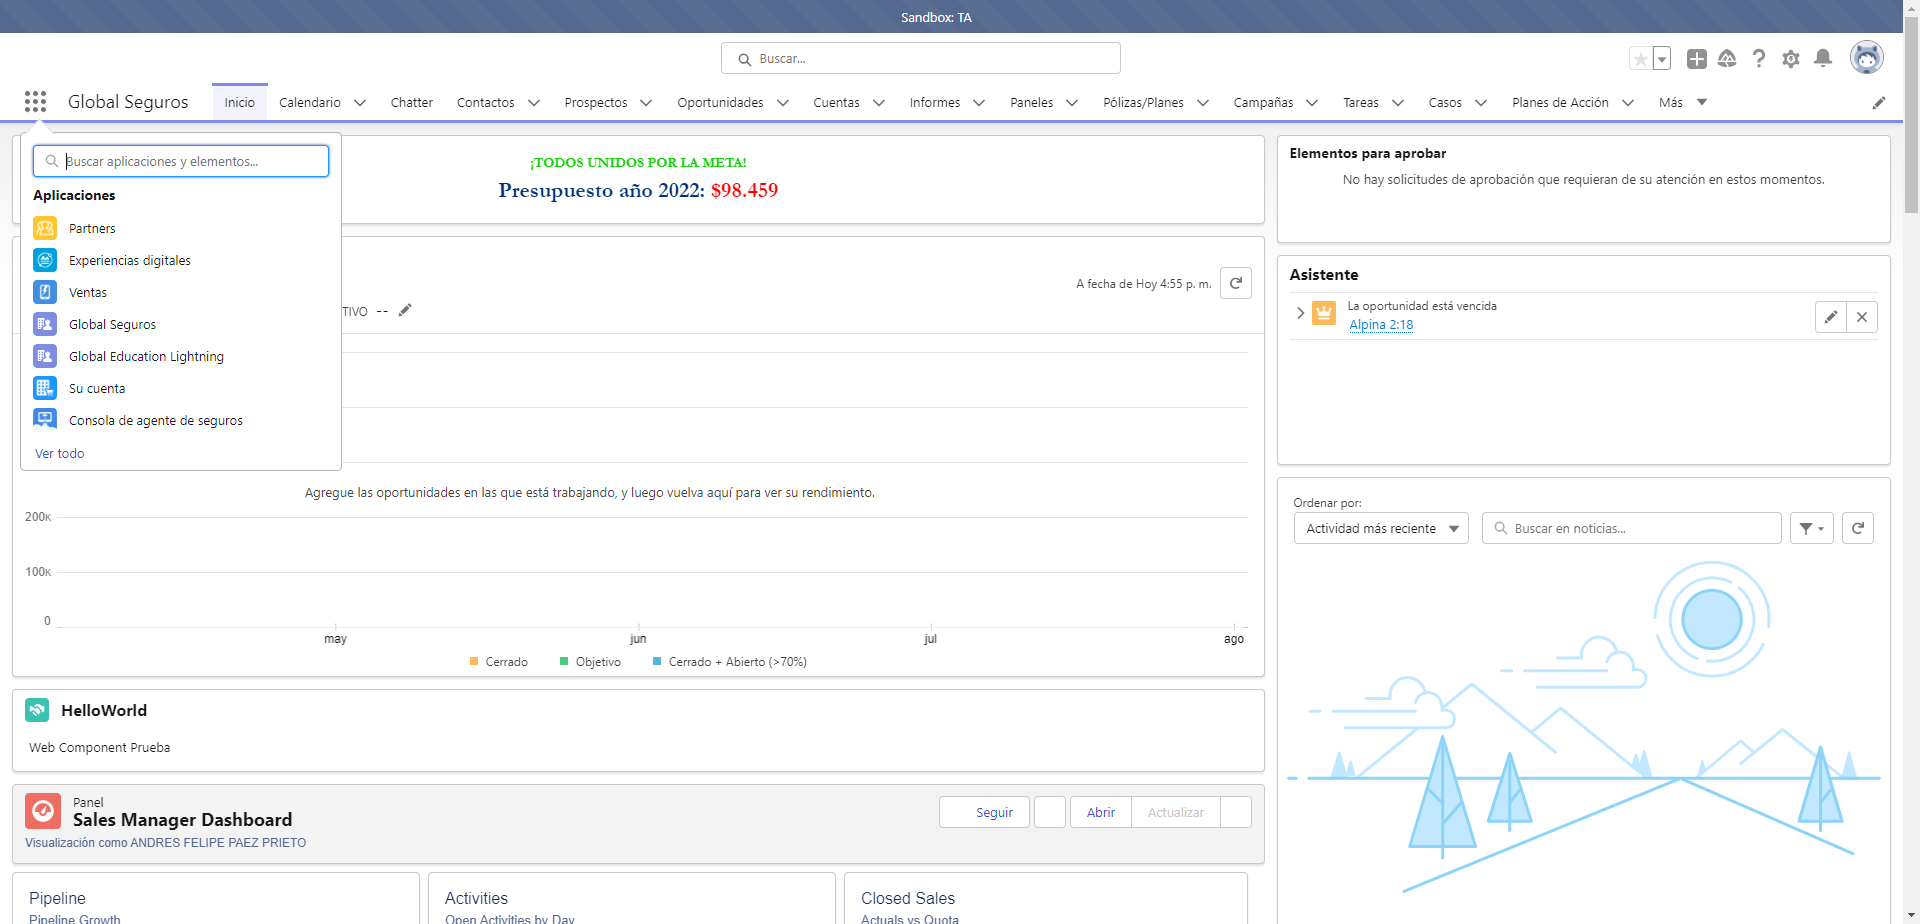 Sandbox: TA
Buscar...
Global Seguros
Inicio
Calendario
Chatter
Contactos
Prospectos
Oportunidades
Cuentas
Informes
Paneles
Pólizas/Planes
Campañas
Tareas
Casos
Planes de Acción
Más
Buscar aplicaciones y elementos...
Aplicaciones
Partners
Experiencias digitales
Ventas
Global Seguros
Global Education Lightning
Su cuenta
Consola de agente de seguros
Ver todo
¡TODOS UNIDOS POR LA META!
Presupuesto año 2022: $98.459
A fecha de Hoy 4:55 p. m.
TIVO --
Agregue las oportunidades en las que está trabajando, y luego vuelva aquí para ver su rendimiento.
200K
100K
0
may
jun
jul
ago
Cerrado
Objetivo
Cerrado + Abierto (>70%)
HelloWorld
Web Component Prueba
Panel
Sales Manager Dashboard
Visualización como ANDRES FELIPE PAEZ PRIETO
Seguir
Abrir
Actualizar
Pipeline
Pipeline Growth
Activities
Open Activities by Day
Closed Sales
Actuals vs Quota
Elementos para aprobar
No hay solicitudes de aprobación que requieran de su atención en estos momentos.
Asistente
La oportunidad está vencida
Alpina 2:18
Ordenar por:
Actividad más reciente
Buscar en noticias...